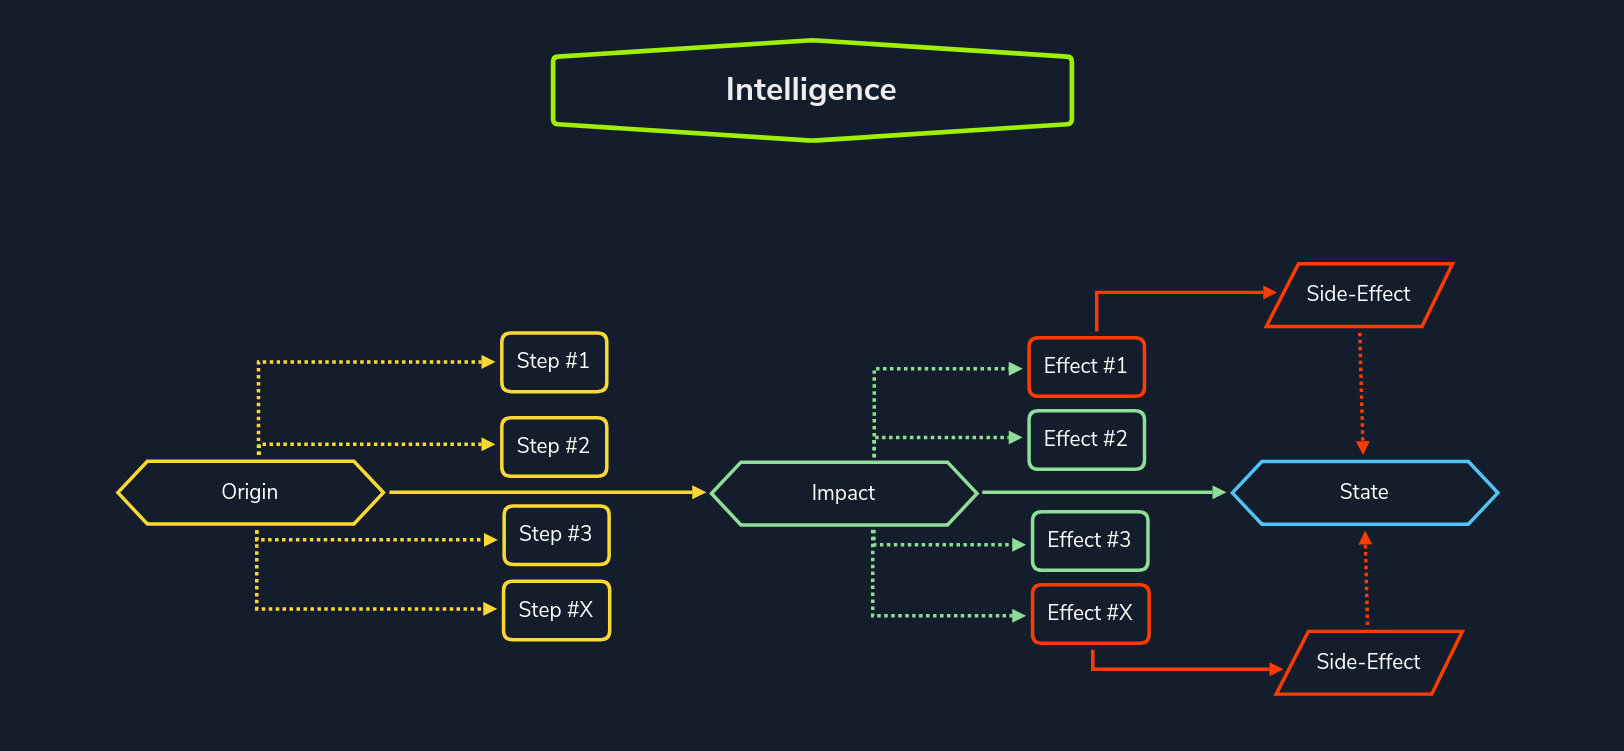 Intelligence
Origin
Step #1
Step #2
Step #3
Step #X
Impact
Effect #1
Effect #2
Effect #3
Effect #X
Side-Effect
State
Side-Effect